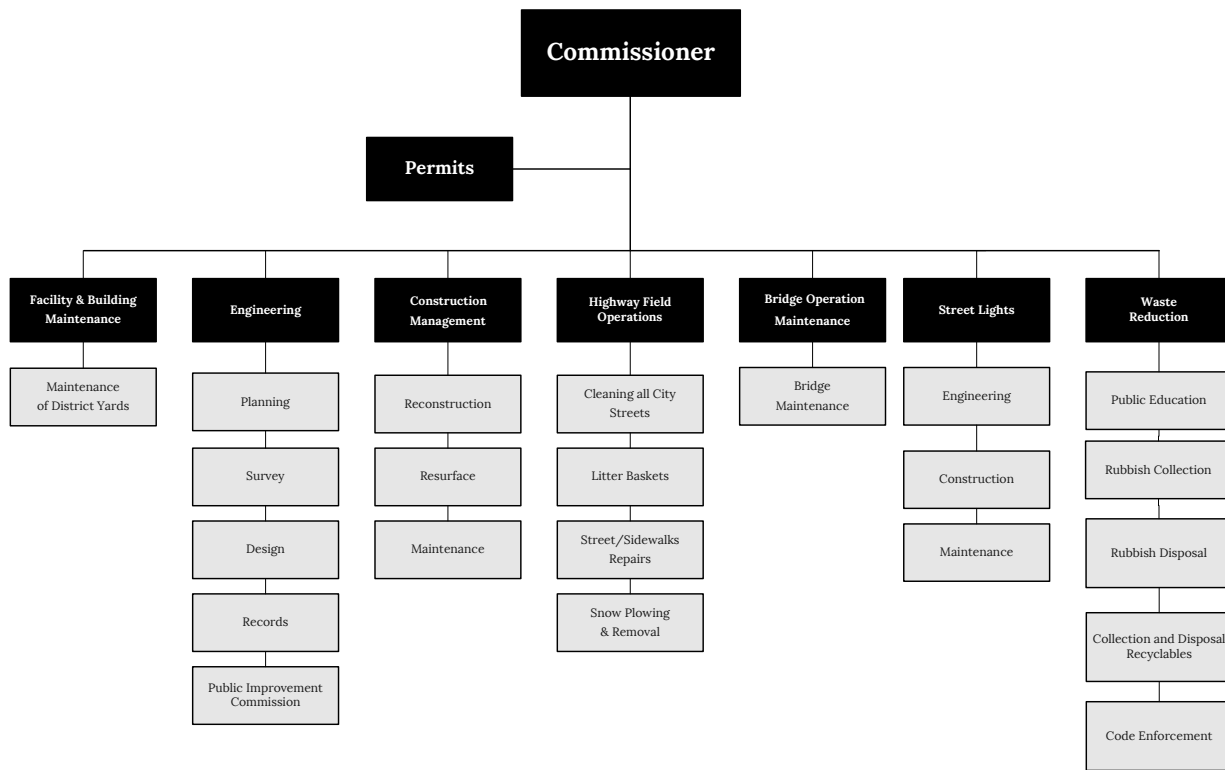 Commissioner
Permits
Facility & Building
Maintenance
Engineering
Construction
Management
Highway Field
Operations
Bridge Operation
Maintenance
Street Lights
Waste
Reduction
Maintenance
of District Yards
Planning
Survey
Design
Records
Public Improvement
Commission
Reconstruction
Resurface
Maintenance
Cleaning all City
Streets
Litter Baskets
Street/Sidewalks
Repairs
Snow Plowing
& Removal
Bridge
Maintenance
Engineering
Construction
Maintenance
Public Education
Rubbish Collection
Rubbish Disposal
Collection and Disposal
Recyclables
Code Enforcement